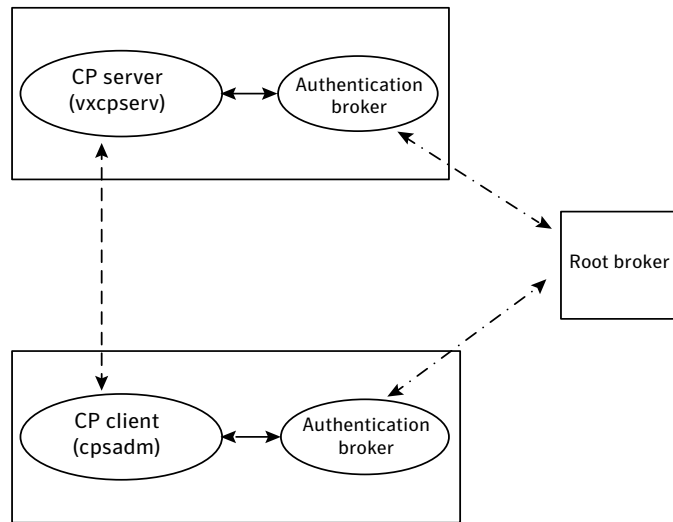 CP server
(vxcpserv)
Authentication
broker
Root broker
CP client
(cpsadm)
Authentication
broker